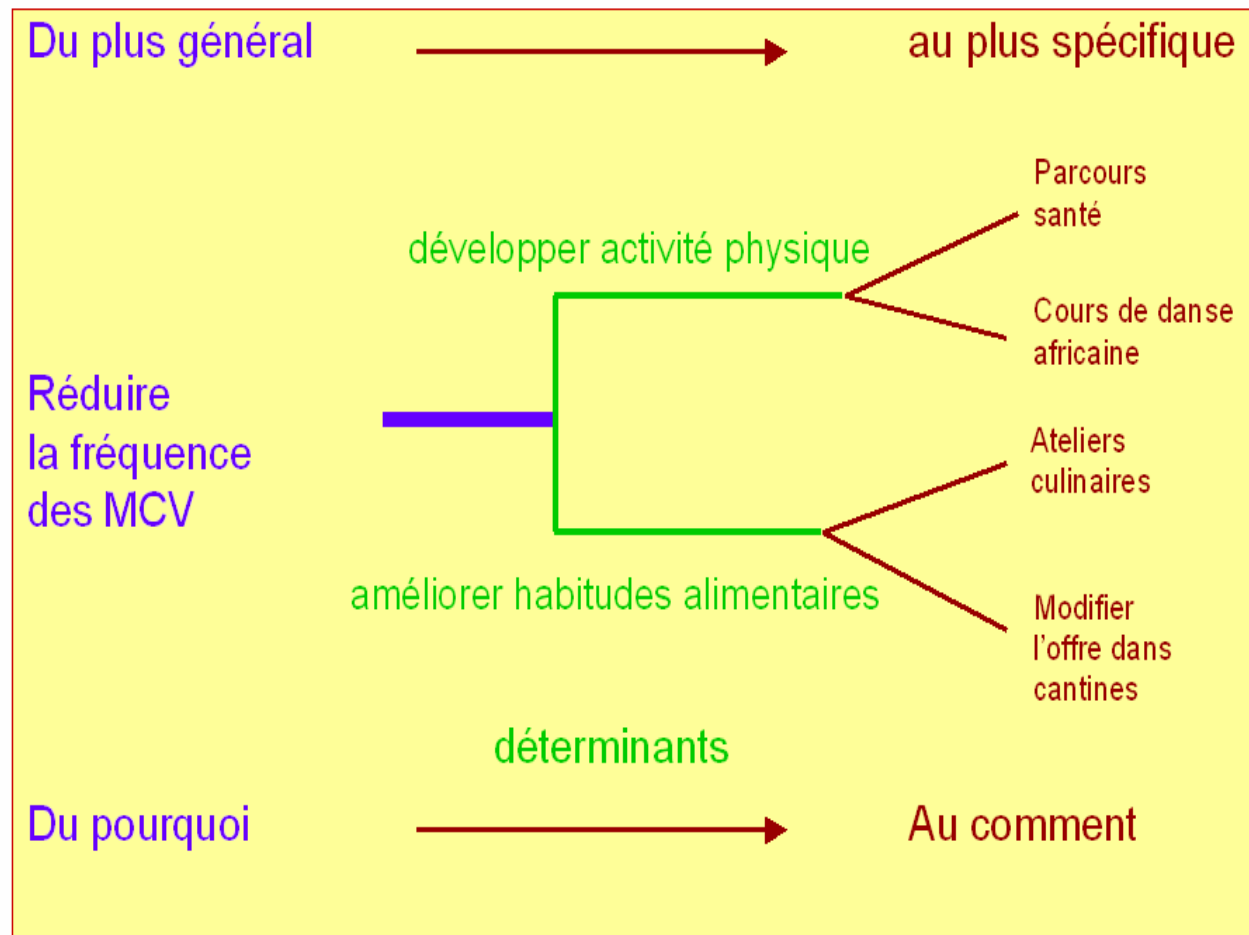 Du plus général
au plus spécifique
Parcours
santé
développer activité physique
Cours de danse
africaine
Réduire
la fréquence
des MCV
Ateliers
culinaires
améliorer habitudes alimentaires
Modifier
l'offre dans
cantines
déterminants
Du pourquoi
Au comment